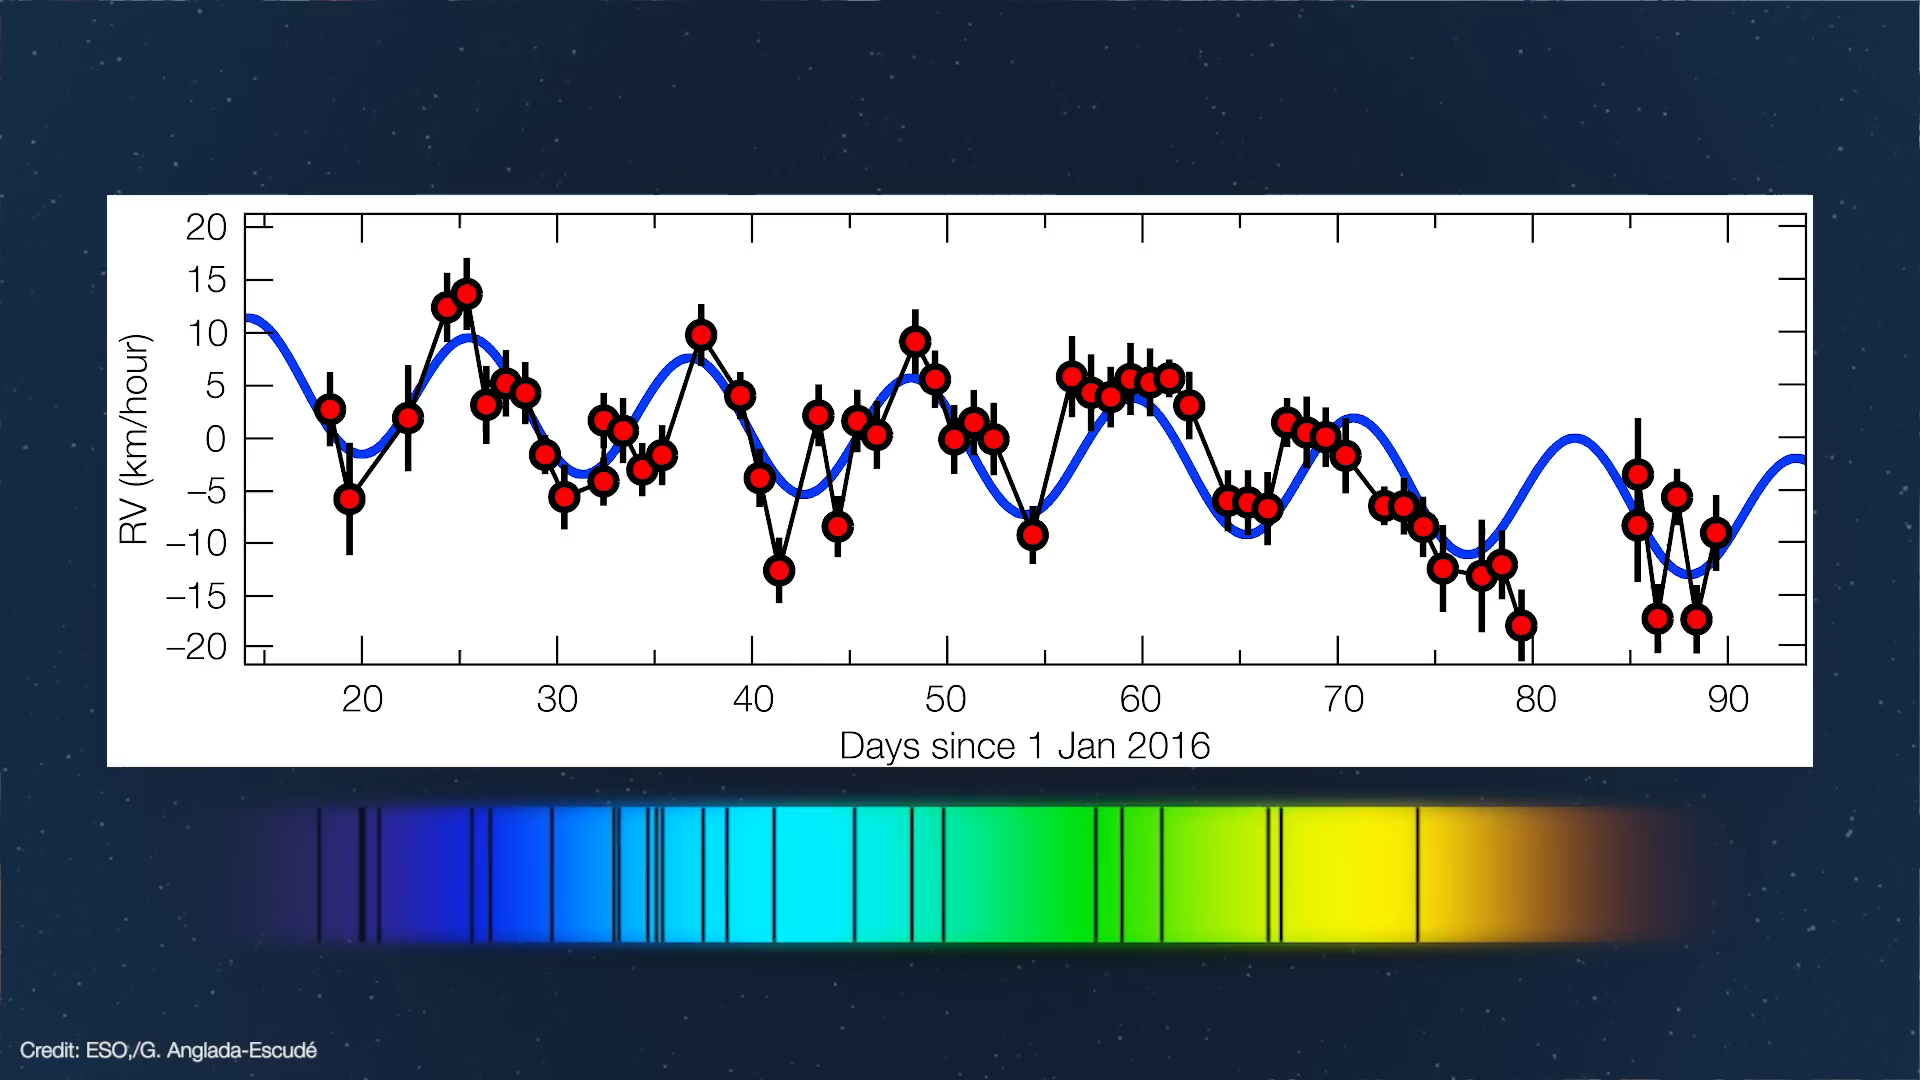 20
15
10
5
0
−5
−10
−15
−20
RV (km/hour)
20 30 40 50 60 70 80 90
Days since 1 Jan 2016
Credit: ESO,/G. Anglada-Escudé